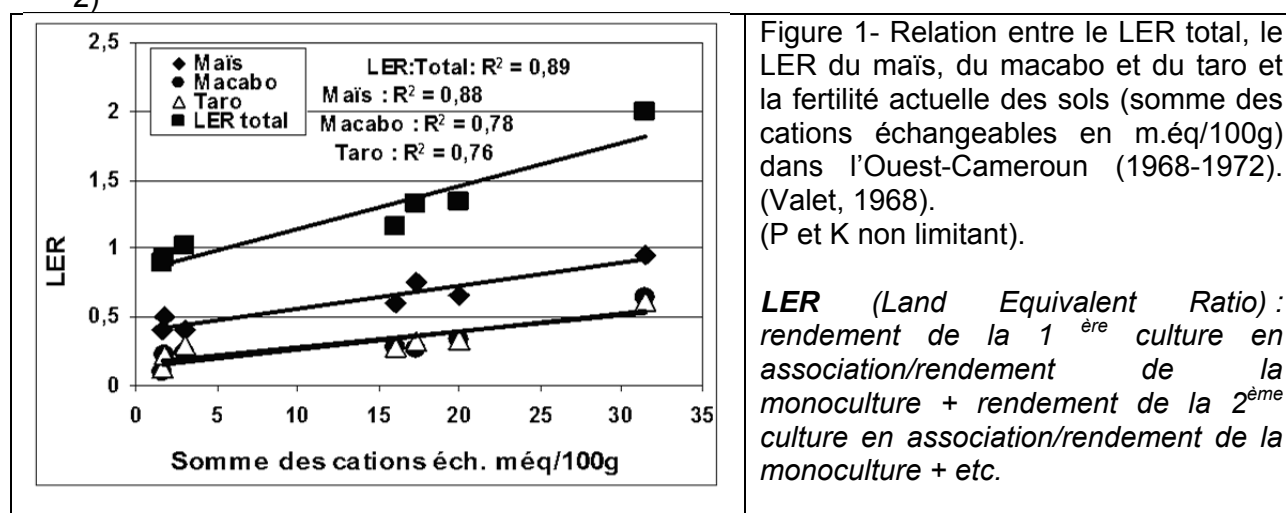 2)
2,5
2
1,5
1
0,5
0
LER
Maïs
Macabo
Taro
LER total
LER:Total: R² = 0,89
Maïs : R² = 0,88
Macabo : R² = 0,78
Taro : R² = 0,76
0 5 10 15 20 25 30 35
Somme des cations éch. méq/100g
Figure 1- Relation entre le LER total, le
LER du maïs, du macabo et du taro et
la fertilité actuelle des sols (somme des
cations échangeables en m.éq/100g)
dans l’Ouest-Cameroun (1968-1972).
(Valet, 1968).
(P et K non limitant).
LER (Land Equivalent Ratio) :
rendement de la 1 ère culture en
association/rendement de la
monoculture + rendement de la 2ème
culture en association/rendement de la
monoculture + etc.